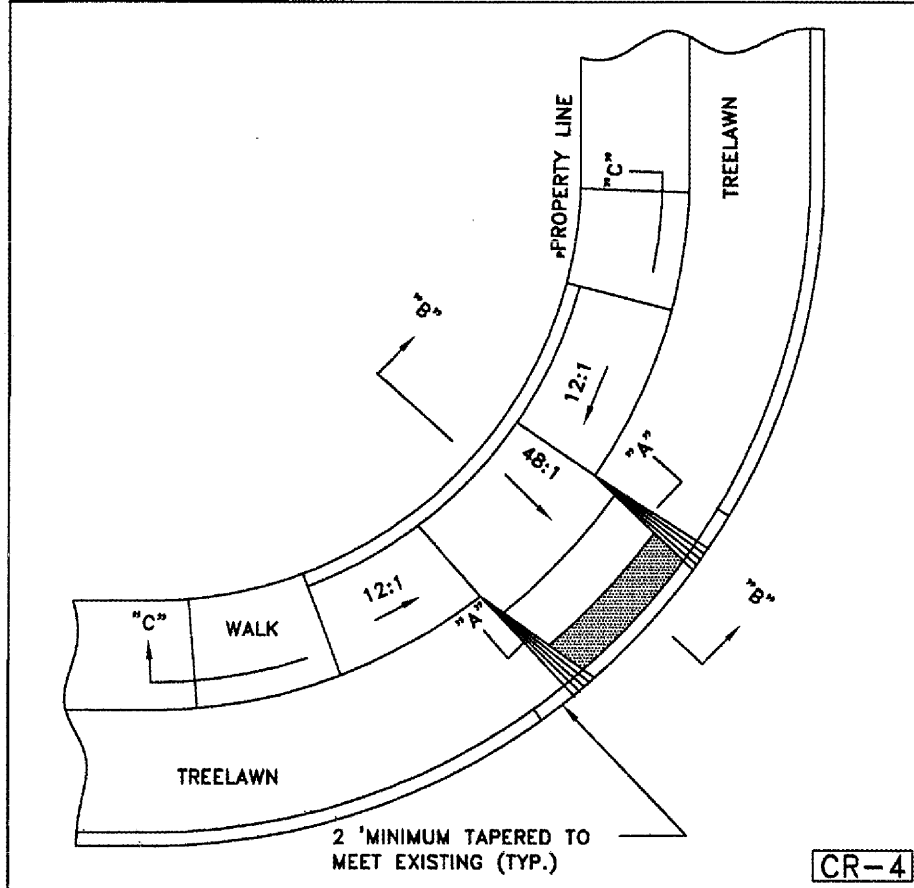 PROPERTY LINE
TREELAWN
"C"
"B"
12:1
"A"
48:1
12:1
"A"
"B"
"C"
WALK
TREELAWN
2 'MINIMUM TAPERED TO
MEET EXISTING (TYP.)
CR-4